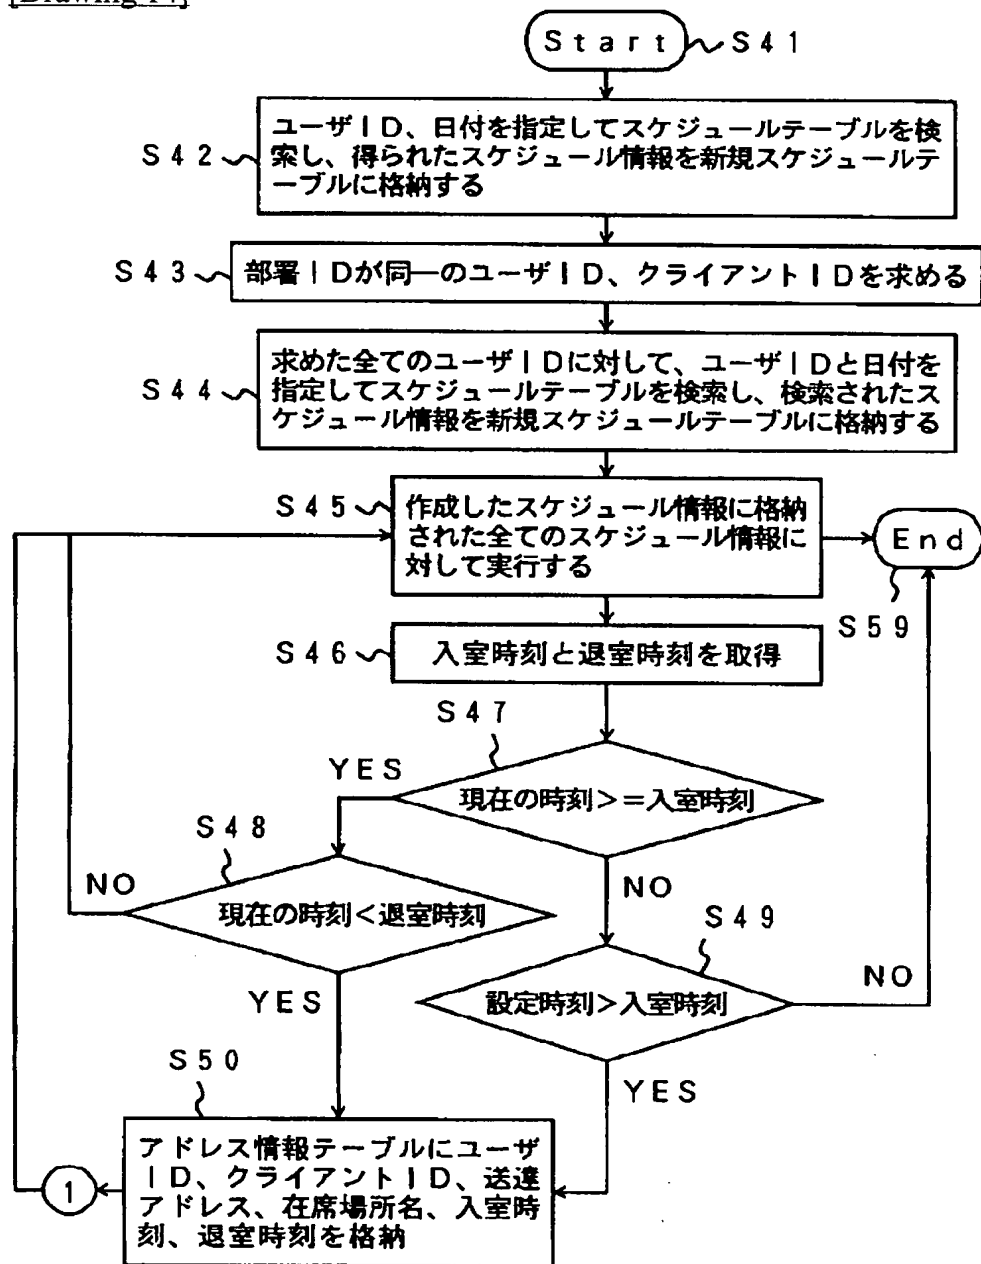 Start
S41
ユーザID、日付を指定してスケジュールテーブルを検
索し、得られたスケジュール情報を新規スケジュールテ
ーブルに格納する
S42
S43
部署IDが同一のユーザID、クライアントIDを求める
求めた全てのユーザIDに対して、ユーザIDと日付を
指定してスケジュールテーブルを検索し、検索されたス
ケジュール情報を新規スケジュールテーブルに格納する
S44
S45
作成したスケジュール情報に格納
された全てのスケジュール情報に
対して実行する
End
S59
S46
入室時刻と退室時刻を取得
S47
YES
現在の時刻>=入室時刻
S48
NO
現在の時刻<退室時刻
NO
S49
YES
設定時刻>入室時刻
NO
S50
YES
アドレス情報テーブルにユーザ
ID、クライアントID、送達
アドレス、在席場所名、入室時
刻、退室時刻を格納
1